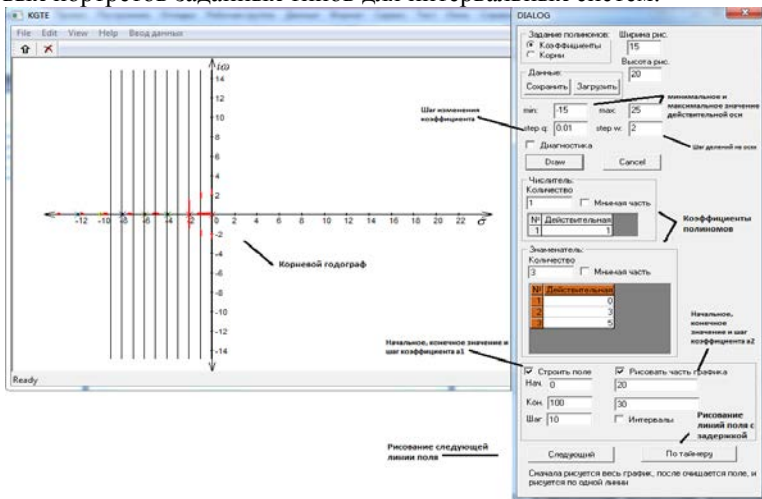 ных портретов заданных типов для интервальных систем.
KGTE
File Edit View Help Ввод данных
iω
14
12
10
8
6
4
2
-12 -10 -8 -6 -4 -2 0 2 4 6 8 10 12 14 16 18 20 22 σ
-2
-4
-6
-8
-10
-12
-14
Корневой годограф
Ready
Шаг изменения
коэффициента
Начальное, конечное значение и
шаг коэффициента a1
Рисование следующей
линии поля
DIALOG
Задание полиномов:
Коэффициенты
Корни
Ширина рис.
15
Высота рис.
20
Данные:
Сохранить Загрузить
min: -15 max: 25
step q: 0.01 step w: 2
Диагностика
Draw Cancel
Числитель:
Количество
1 Мнимая часть
№ Действительная
1 1
Знаменатель:
Количество
3 Мнимая часть
№ Действительная
1 0
2 3
3 5
Строить поле Рисовать часть графика
Нач. 0 20
Кон. 100 30
Шаг 10 Интервалы
Следующий По таймеру
Сначала рисуется весь график, после очищается поле, и
рисуется по одной линии
минимальное и
максимальное значение
действительной оси
Шаг делений на оси
Коэффициенты
полиномов
Начальное,
конечное
значение и шаг
коэффициента a2
Рисование
линий поля с
задержкой